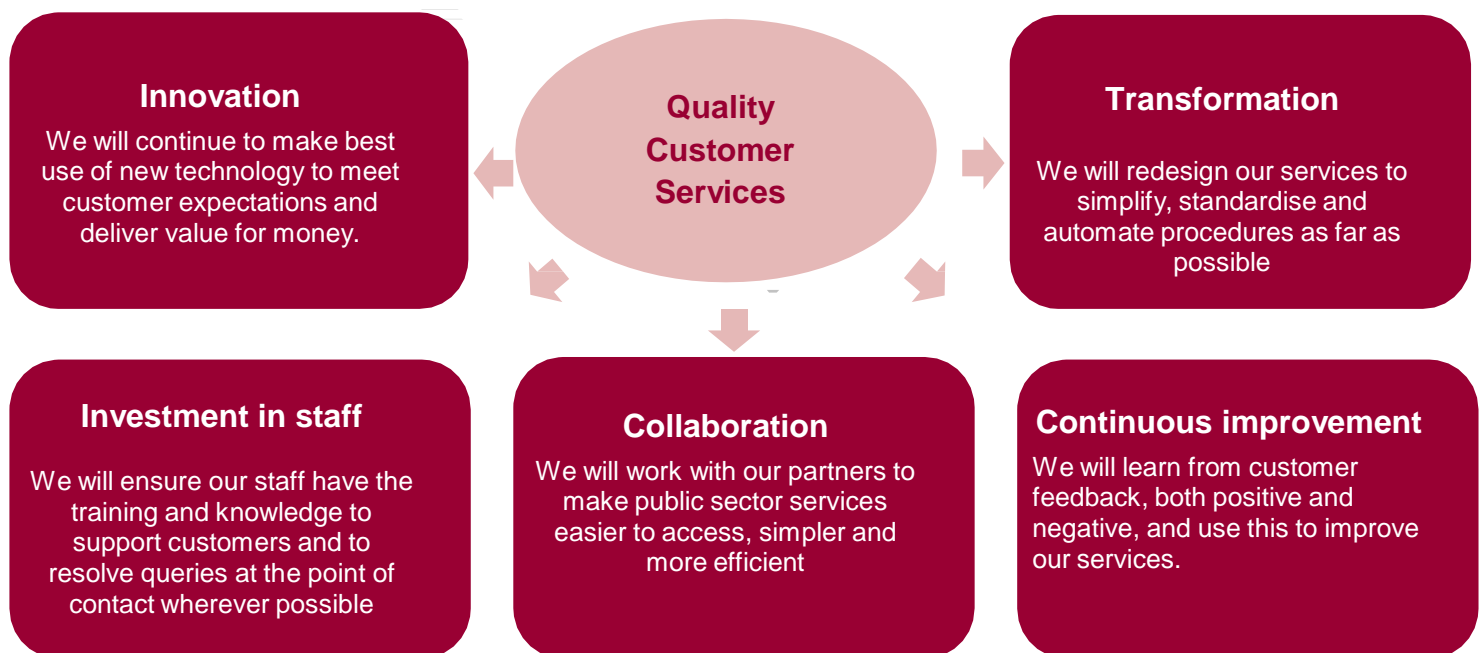 Innovation
We will continue to make best
use of new technology to meet
customer expectations and
deliver value for money.
Quality
Customer
Services
Transformation
We will redesign our services to
simplify, standardise and
automate procedures as far as
possible
Investment in staff
We will ensure our staff have the
training and knowledge to
support customers and to
resolve queries at the point of
contact wherever possible
Collaboration
We will work with our partners to
make public sector services
easier to access, simpler and
more efficient
Continuous improvement
We will learn from customer
feedback, both positive and
negative, and use this to improve
our services.